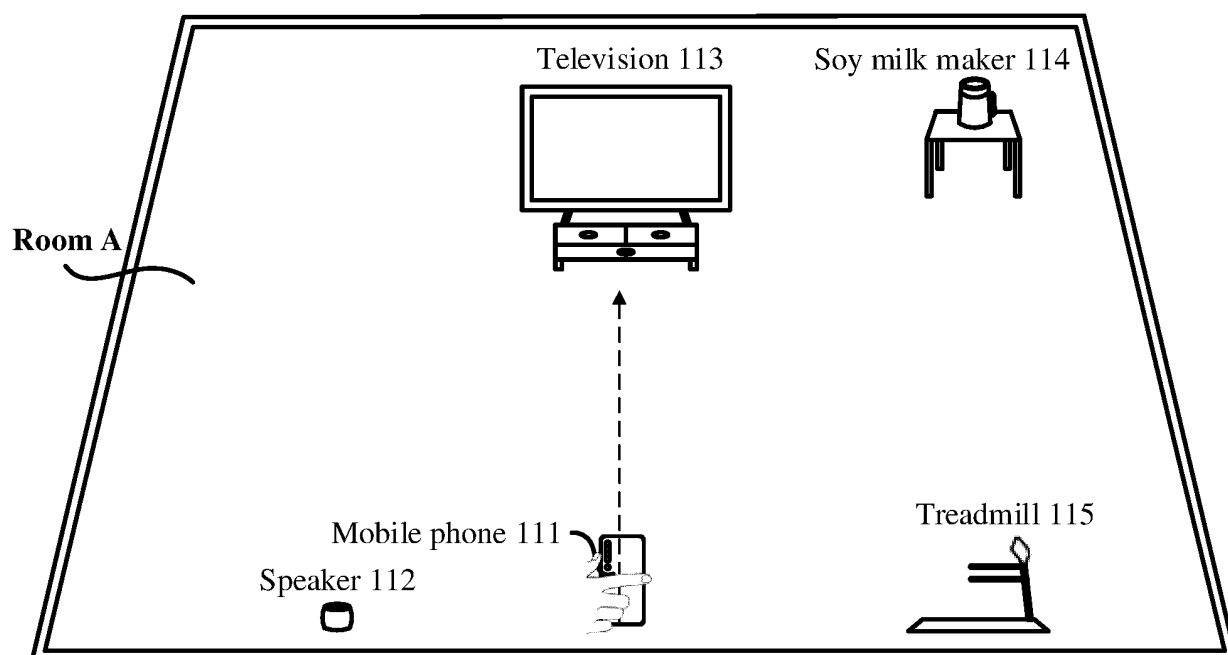 Television 113
Soy milk maker 114
Room A
Mobile phone 111
Treadmill 115
Speaker 112